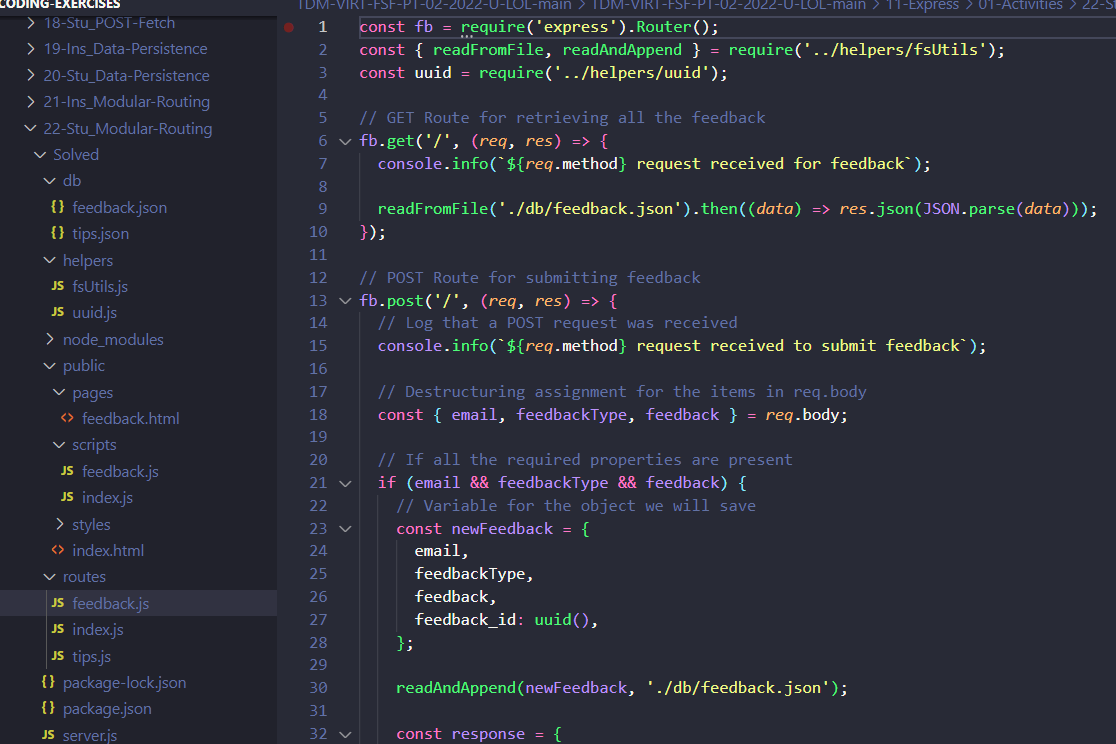 CODING-EXERCISES
18-Stu_POST-Fetch
19-Ins_Data-Persistence
20-Stu_Data-Persistence
21-Ins_Modular-Routing
22-Stu_Modular-Routing
Solved
db
{} feedback.json
{} tips.json
helpers
JS fsUtils.js
JS uuid.js
node_modules
public
pages
<> feedback.html
scripts
JS feedback.js
JS index.js
styles
<> index.html
routes
JS feedback.js
JS index.js
JS tips.js
{} package-lock.json
{} package.json
JS server.js
TDM-VIRT-FSF-PT-02-2022-U-LOL-main > TDM-VIRT-FSF-PT-02-2022-U-LOL-main > 11-Express > 01-Activities > 22-St
1 const fb = require('express').Router();
2 const { readFromFile, readAndAppend } = require('../helpers/fsUtils');
3 const uuid = require('../helpers/uuid');
4
5 // GET Route for retrieving all the feedback
6 fb.get('/', (req, res) => {
7 console.info(`${req.method} request received for feedback`);
8
9 readFromFile('./db/feedback.json').then((data) => res.json(JSON.parse(data)));
10 });
11
12 // POST Route for submitting feedback
13 fb.post('/', (req, res) => {
14 // Log that a POST request was received
15 console.info(`${req.method} request received to submit feedback`);
16
17 // Destructuring assignment for the items in req.body
18 const { email, feedbackType, feedback } = req.body;
19
20 // If all the required properties are present
21 if (email && feedbackType && feedback) {
22 // Variable for the object we will save
23 const newFeedback = {
24 email,
25 feedbackType,
26 feedback,
27 feedback_id: uuid(),
28 };
29
30 readAndAppend(newFeedback, './db/feedback.json');
31
32 const response = {